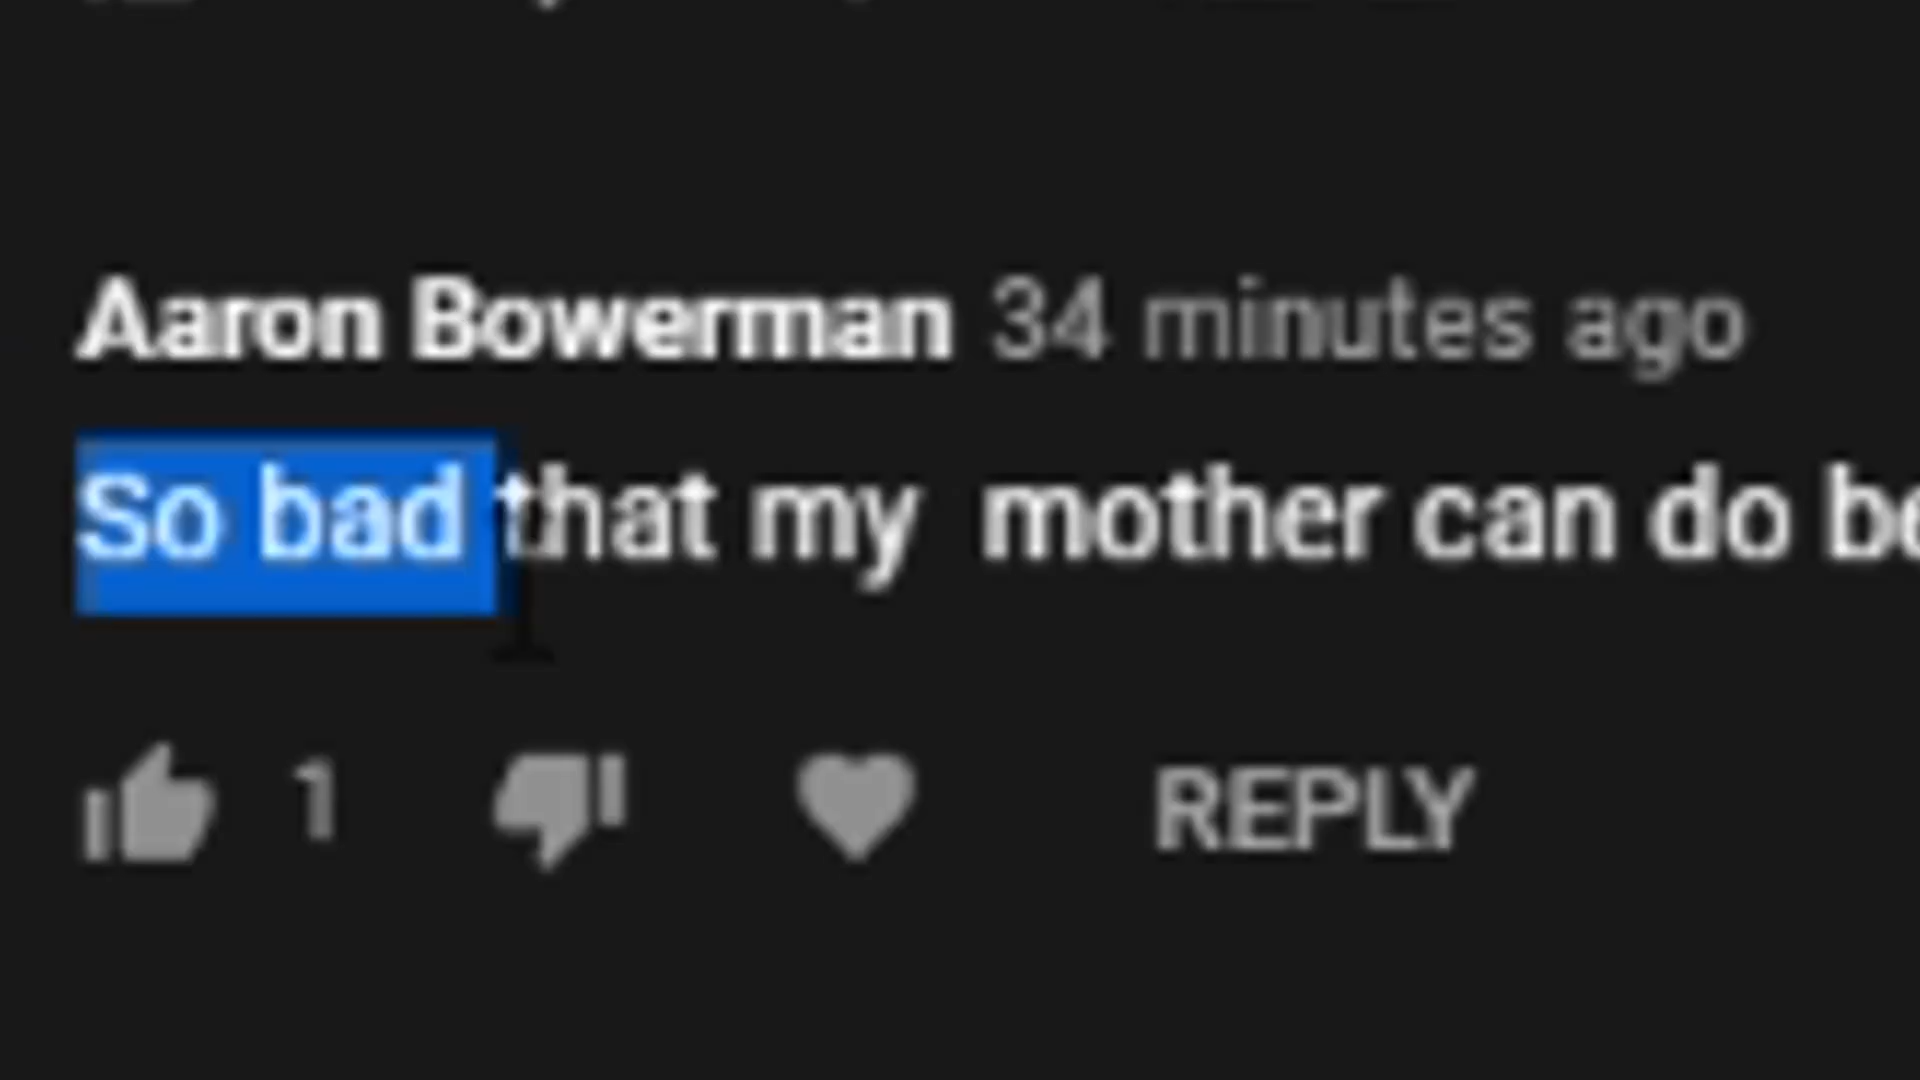 Aaron Bowerman 34 minutes ago
So bad that my  mother can do
1 REPLY